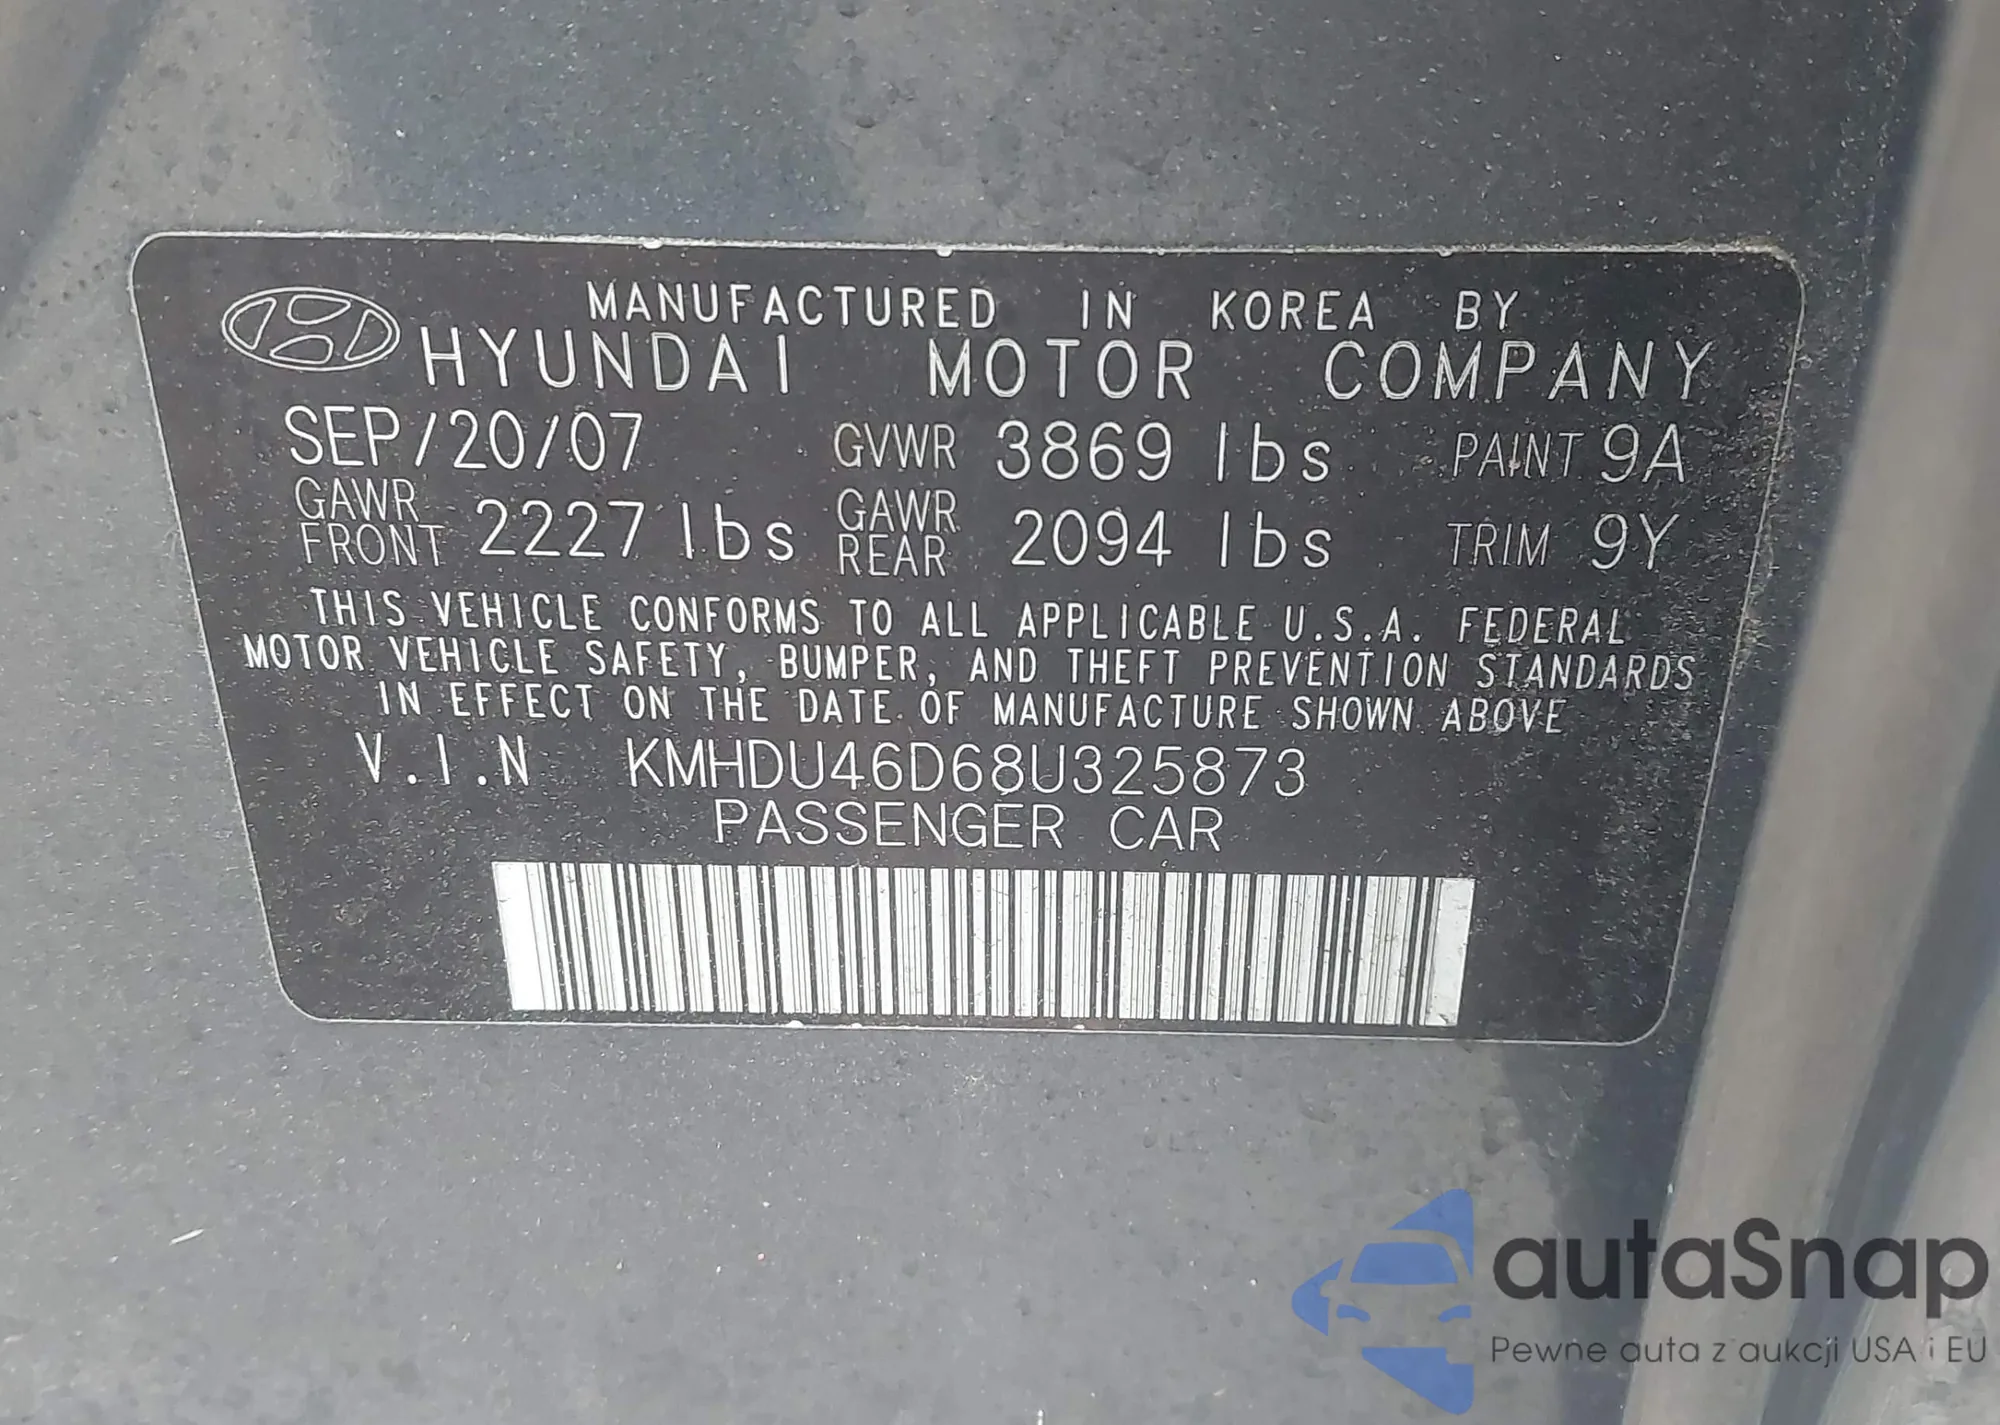 MANUFACTURED IN KOREA BY
HYUNDAI MOTOR COMPANY
SEP/20/07 GVWR 3869 lbs PAINT 9A
GAWR FRONT 2227 lbs GAWR REAR 2094 lbs TRIM 9Y
THIS VEHICLE CONFORMS TO ALL APPLICABLE U.S.A. FEDERAL
MOTOR VEHICLE SAFETY, BUMPER, AND THEFT PREVENTION STANDARDS
IN EFFECT ON THE DATE OF MANUFACTURE SHOWN ABOVE
V.I.N KMHDU46D68U325873
PASSENGER CAR
autaSnap
Pewne auta z aukcji USA i EU